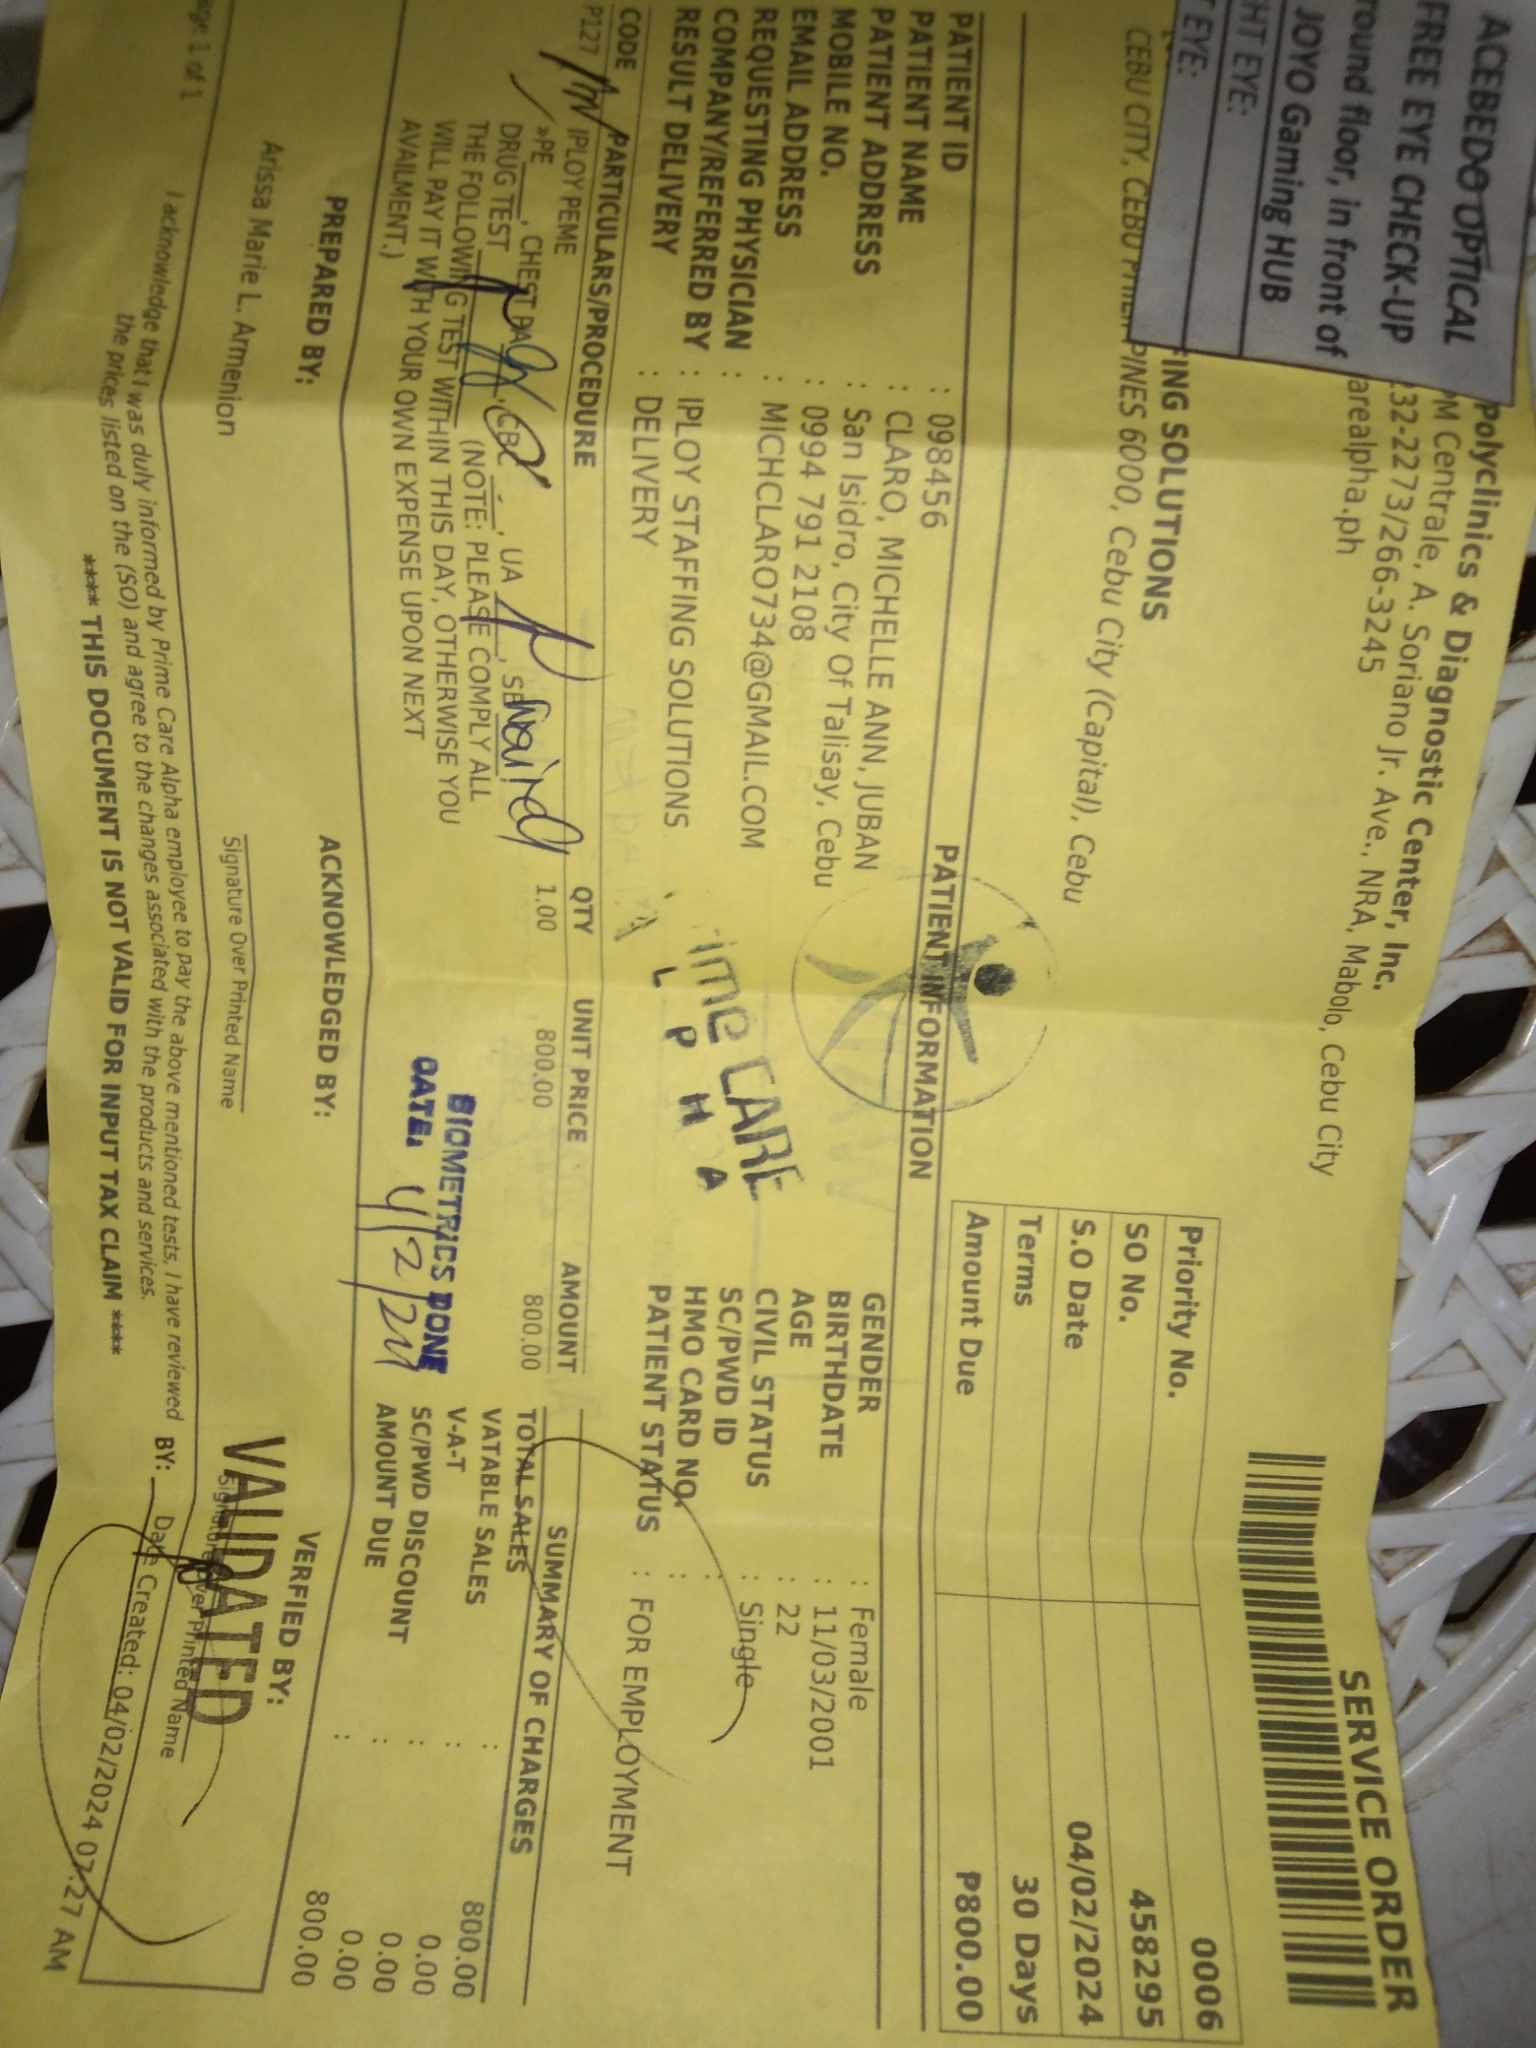 ACEBEDO OPTICAL
FREE EYE CHECK-UP
round floor, in front of
JOYO Gaming HUB
HT EYE:
T EYE:
Polyclinics & Diagnostic Center, Inc.
PM Centrale, A. Soriano Jr. Ave., NRA, Mabolo, Cebu City
232-2273/266-3245
arealpha.ph
SERVICE ORDER
FING SOLUTIONS
CEBU CITY, CEBU PHILIPPINES 6000, Cebu City (Capital), Cebu
Priority No. 0006
SO No. 458295
S.O Date 04/02/2024
Terms 30 Days
Amount Due ₱800.00
PATIENT INFORMATION
PATIENT ID : 098456
PATIENT NAME : CLARO, MICHELLE ANN, JUBAN
PATIENT ADDRESS : San Isidro, City Of Talisay, Cebu
MOBILE NO. : 0994 791 2108
EMAIL ADDRESS : MICHCLARO734@GMAIL.COM
REQUESTING PHYSICIAN :
COMPANY/REFERRED BY : IPLOY STAFFING SOLUTIONS
RESULT DELIVERY : DELIVERY
GENDER : Female
BIRTHDATE : 11/03/2001
AGE : 22
CIVIL STATUS : Single
SC/PWD ID :
HMO CARD NO. :
PATIENT STATUS : FOR EMPLOYMENT
rime CARE
A L P H A
CODE PARTICULARS/PROCEDURE QTY UNIT PRICE AMOUNT
P127 IPLOY PEME 1.00 800.00 800.00
»PE , CHEST PA , CBC , UA , SE waived
DRUG TEST (NOTE: PLEASE COMPLY ALL
THE FOLLOWING TEST WITHIN THIS DAY, OTHERWISE YOU
WILL PAY IT WITH YOUR OWN EXPENSE UPON NEXT
AVAILMENT.)
BIOMETRICS DONE
DATE: 4/2/24
SUMMARY OF CHARGES
TOTAL SALES : 800.00
VATABLE SALES : 0.00
V-A-T : 0.00
SC/PWD DISCOUNT : 0.00
AMOUNT DUE : 800.00
PREPARED BY:
Arissa Marie L. Armenion
ACKNOWLEDGED BY:
Signature Over Printed Name
VERFIED BY:
VALIDATED
Signature Over Printed Name
BY:
I acknowledge that I was duly informed by Prime Care Alpha employee to pay the above mentioned tests, I have reviewed
the prices listed on the (SO) and agree to the changes associated with the products and services.
**** THIS DOCUMENT IS NOT VALID FOR INPUT TAX CLAIM ****
Page 1 of 1
Date Created: 04/02/2024 07:27 AM